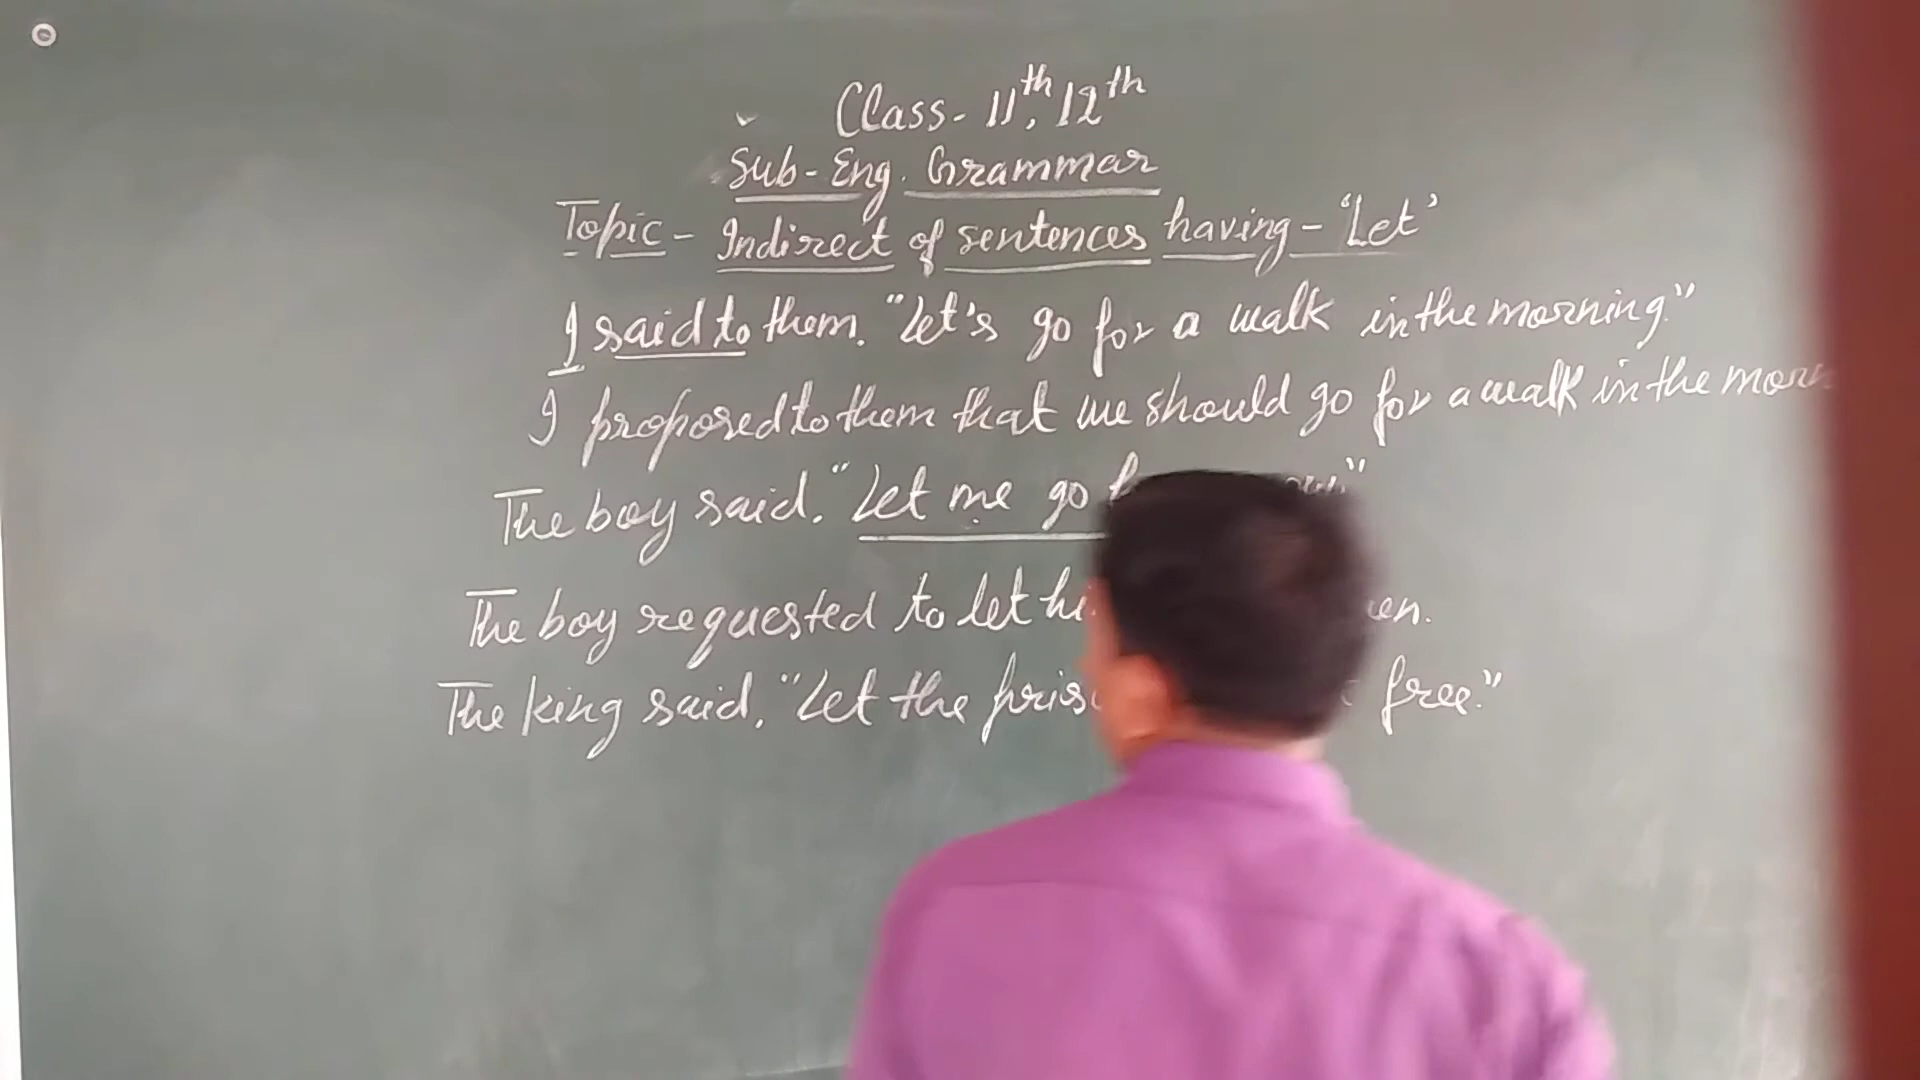 Class- 11th, 12th
Sub- Eng. Grammar
Topic - Indirect of sentences having - 'Let'
I said to them. "Let's go for a walk in the morning."
I proposed to them that we should go for a walk in the
The boy said. "Let me go
The boy requested to let
The king said. "Let the free."